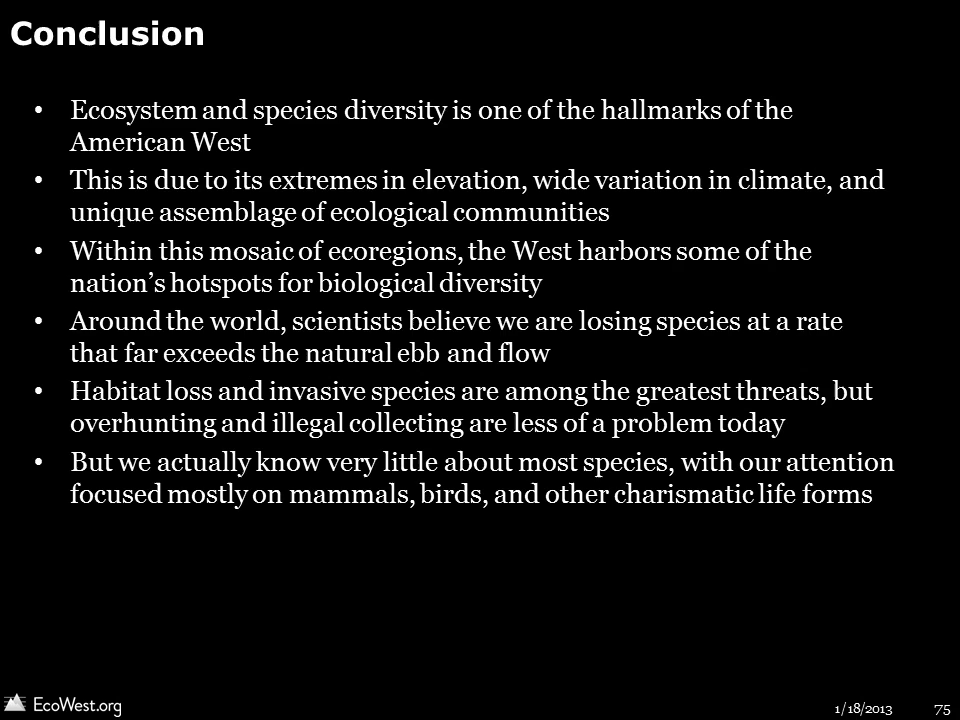 Conclusion
• Ecosystem and species diversity is one of the hallmarks of the
American West
• This is due to its extremes in elevation, wide variation in climate, and
unique assemblage of ecological communities
• Within this mosaic of ecoregions, the West harbors some of the
nation’s hotspots for biological diversity
• Around the world, scientists believe we are losing species at a rate
that far exceeds the natural ebb and flow
• Habitat loss and invasive species are among the greatest threats, but
overhunting and illegal collecting are less of a problem today
• But we actually know very little about most species, with our attention
focused mostly on mammals, birds, and other charismatic life forms
EcoWest.org
1/18/2013 75